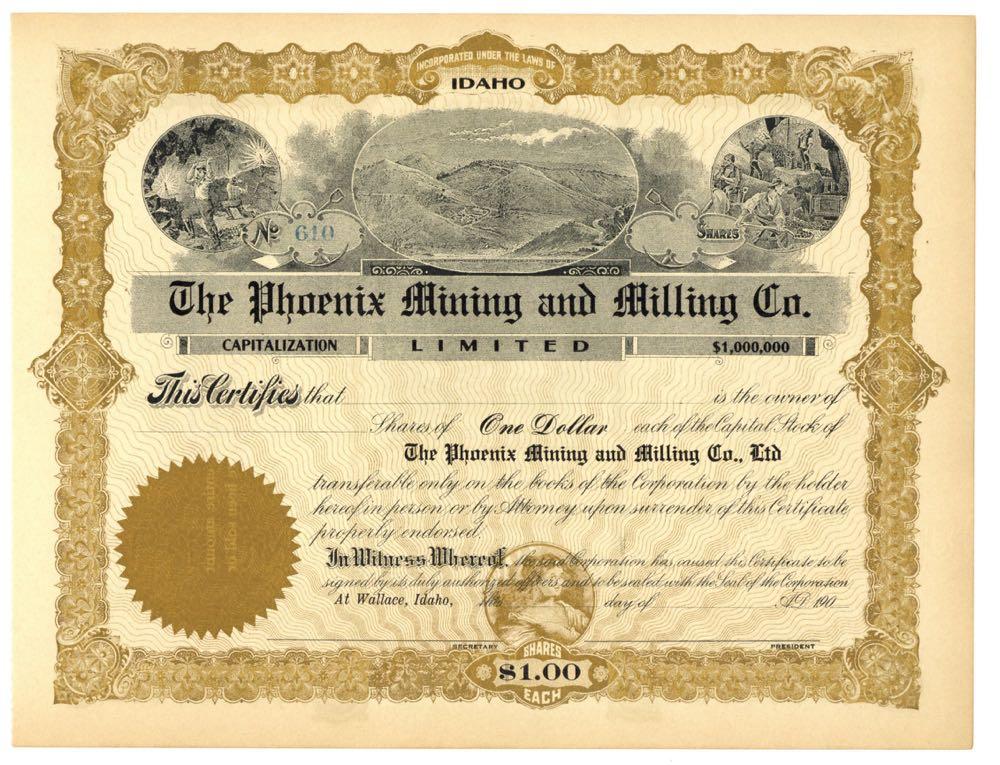 INCORPORATED UNDER THE LAWS OF
IDAHO
No 610
SHARES
The Phoenix Mining and Milling Co.
CAPITALIZATION LIMITED $1,000,000
This Certifies that is the owner of
Shares of One Dollar each of the Capital Stock of
The Phoenix Mining and Milling Co., Ltd
transferable only on the books of the Corporation by the holder
hereof in person or by Attorney upon surrender of this Certificate
properly endorsed.
In Witness Whereof, the said Corporation has caused this Certificate to be
signed by its duly authorized officers and to be sealed with the Seal of the Corporation
At Wallace, Idaho, this day of A.D. 190
SECRETARY PRESIDENT
SHARES
$1.00
EACH